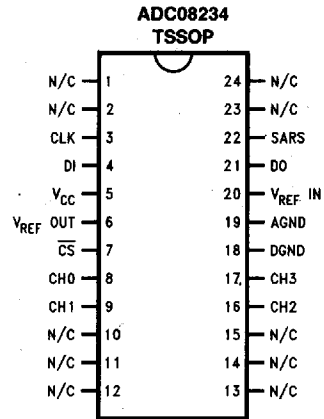 ADC08234
TSSOP
N/C 1 24 N/C
N/C 2 23 N/C
CLK 3 22 SARS
DI 4 21 DO
VCC 5 20 VREF IN
VREF OUT 6 19 AGND
CS 7 18 DGND
CH0 8 17 CH3
CH1 9 16 CH2
N/C 10 15 N/C
N/C 11 14 N/C
N/C 12 13 N/C